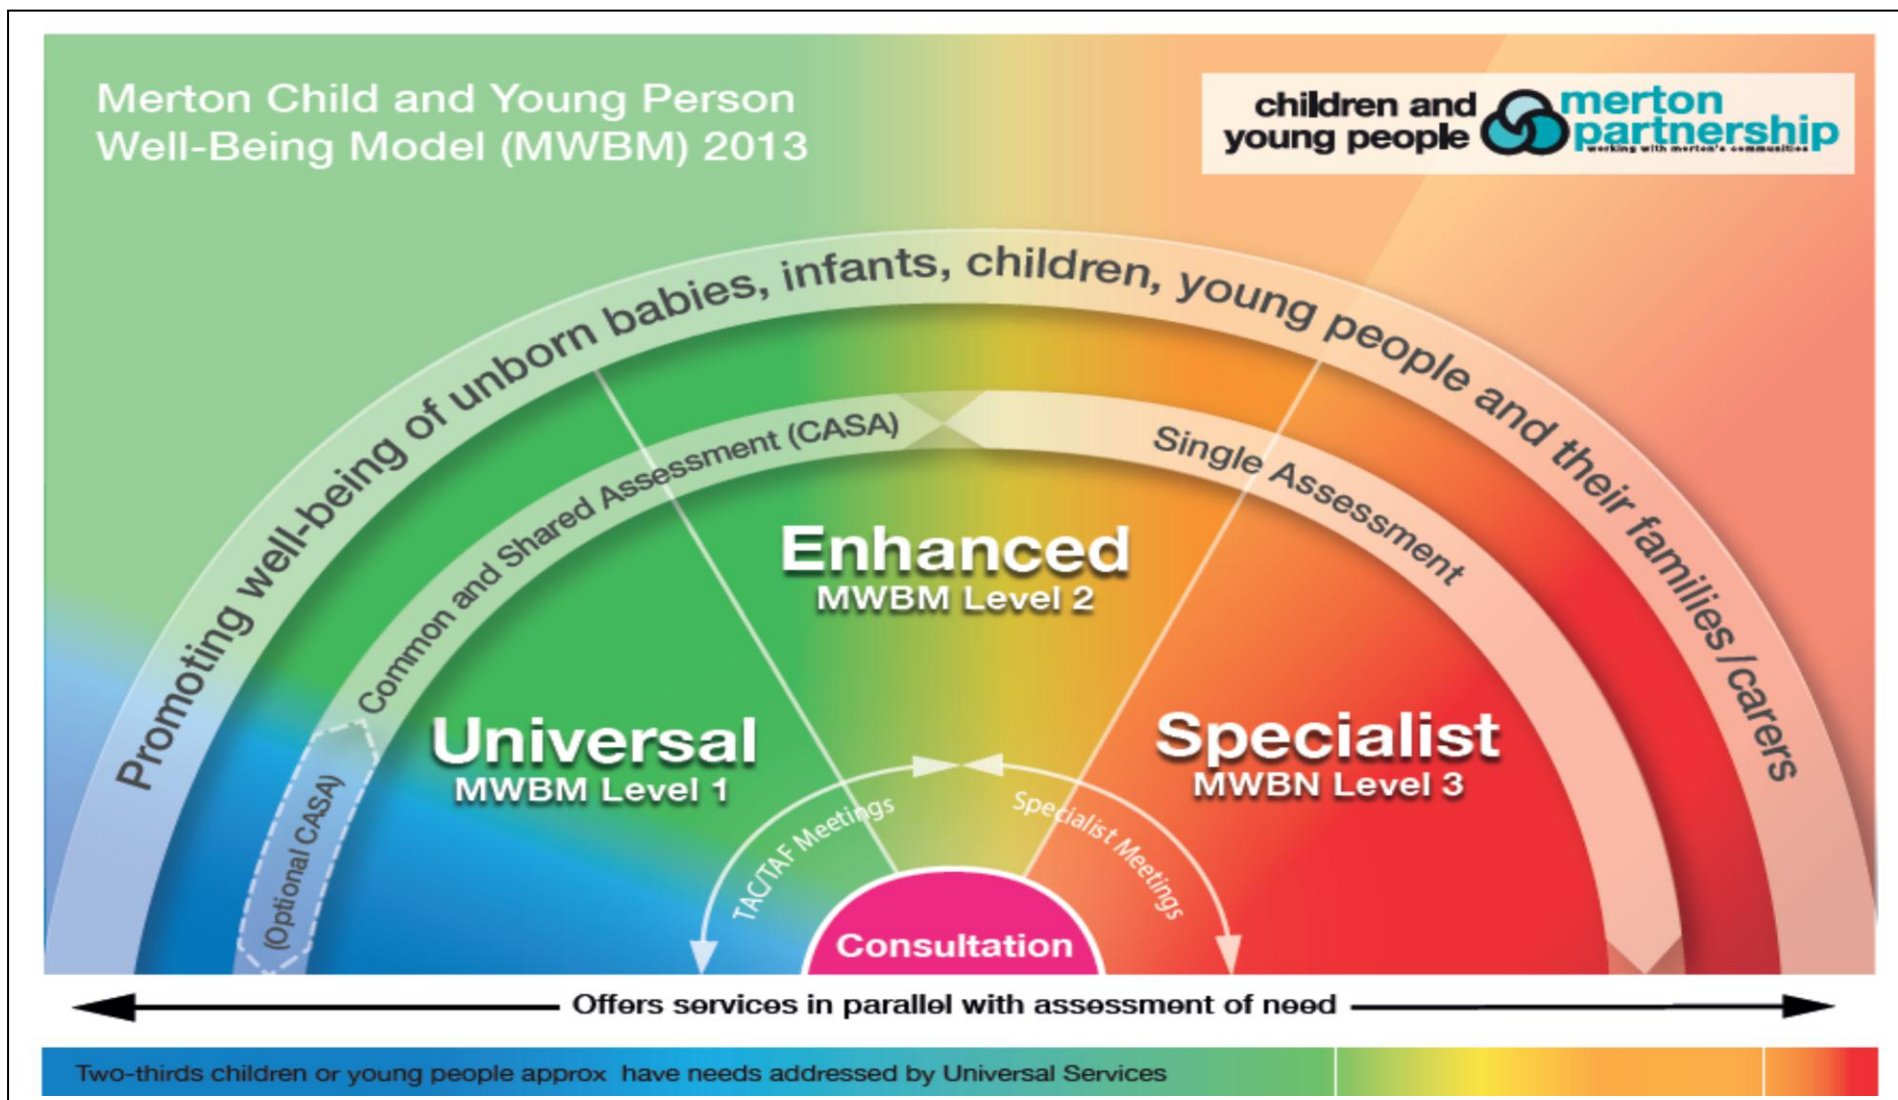 Merton Child and Young Person
Well-Being Model (MWBM) 2013
children and
young people
merton
partnership
working with merton's communities
Promoting well-being of unborn babies, infants, children, young people and their families/carers
(Optional CASA)
Common and Shared Assessment (CASA)
Single Assessment
Enhanced
MWBM Level 2
Universal
MWBM Level 1
Specialist
MWBN Level 3
TAC/TAF Meetings
Specialist Meetings
Consultation
Offers services in parallel with assessment of need
Two-thirds children or young people approx have needs addressed by Universal Services